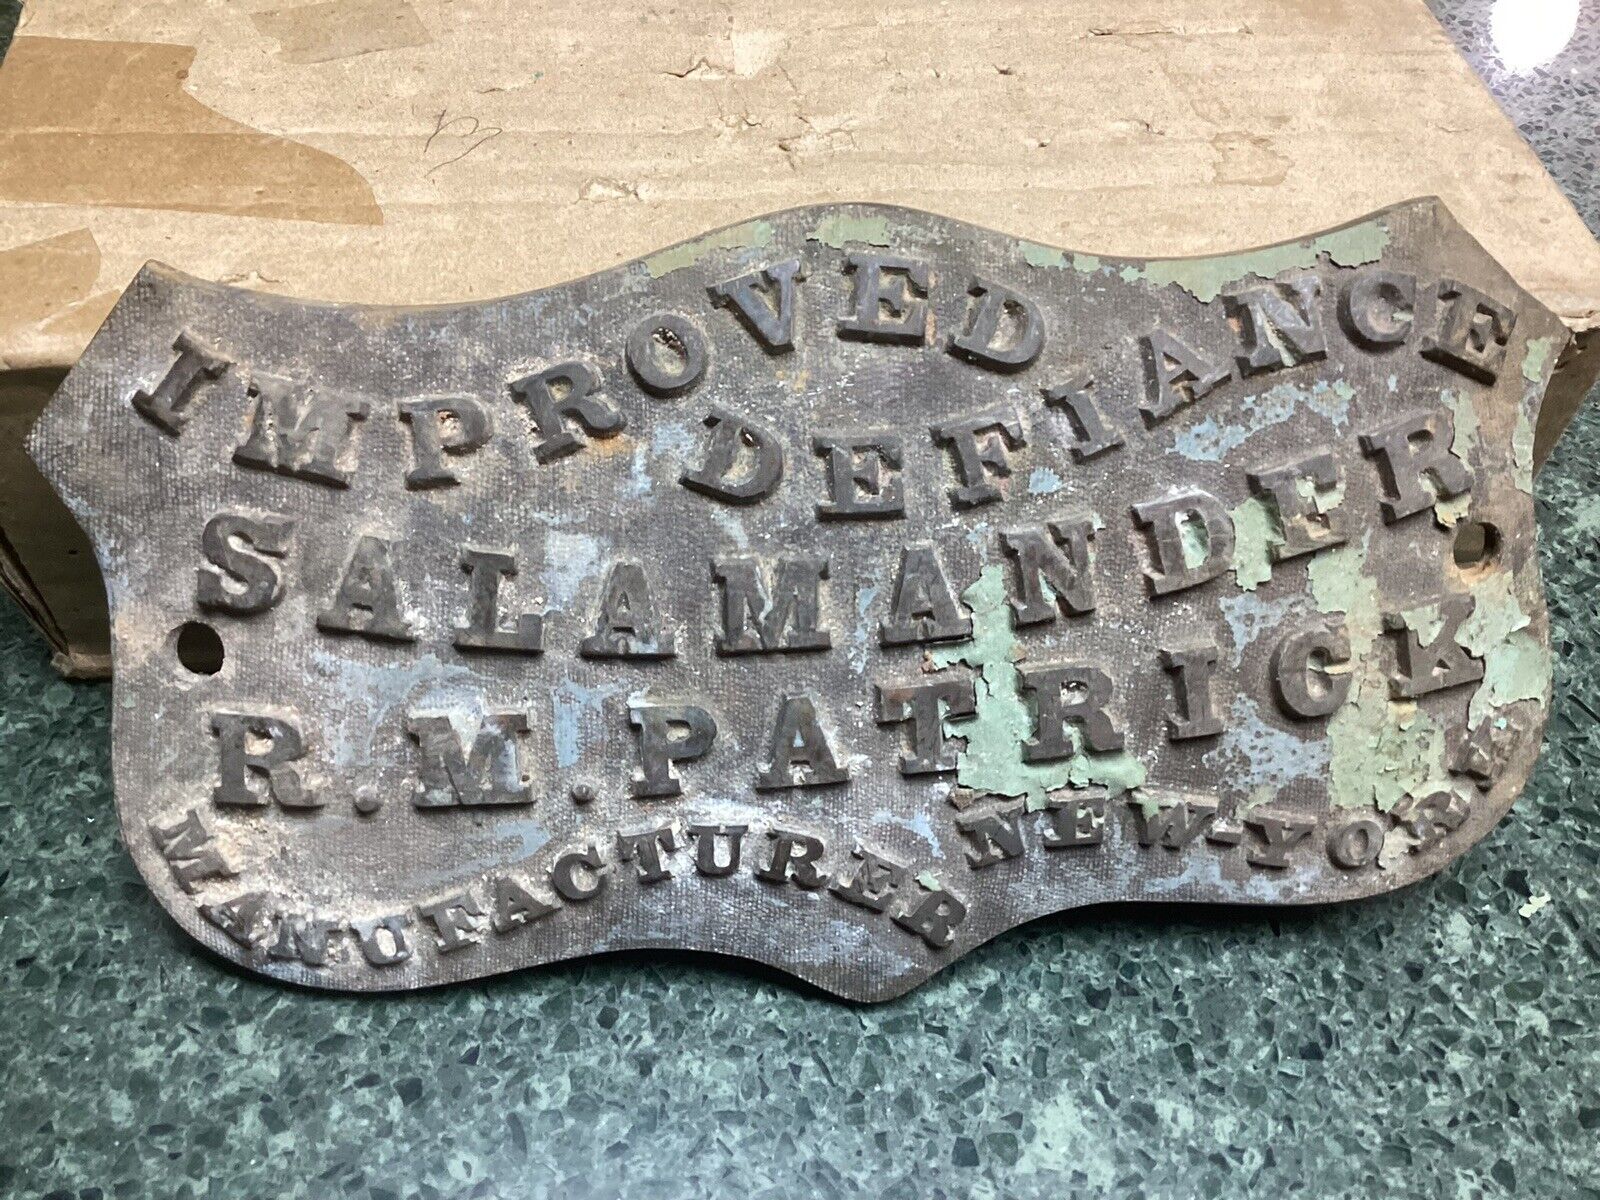 IMPROVED DEFIANCE
SALAMANDER
R.M.PATRICK
MANUFACTURER NEW-YORK